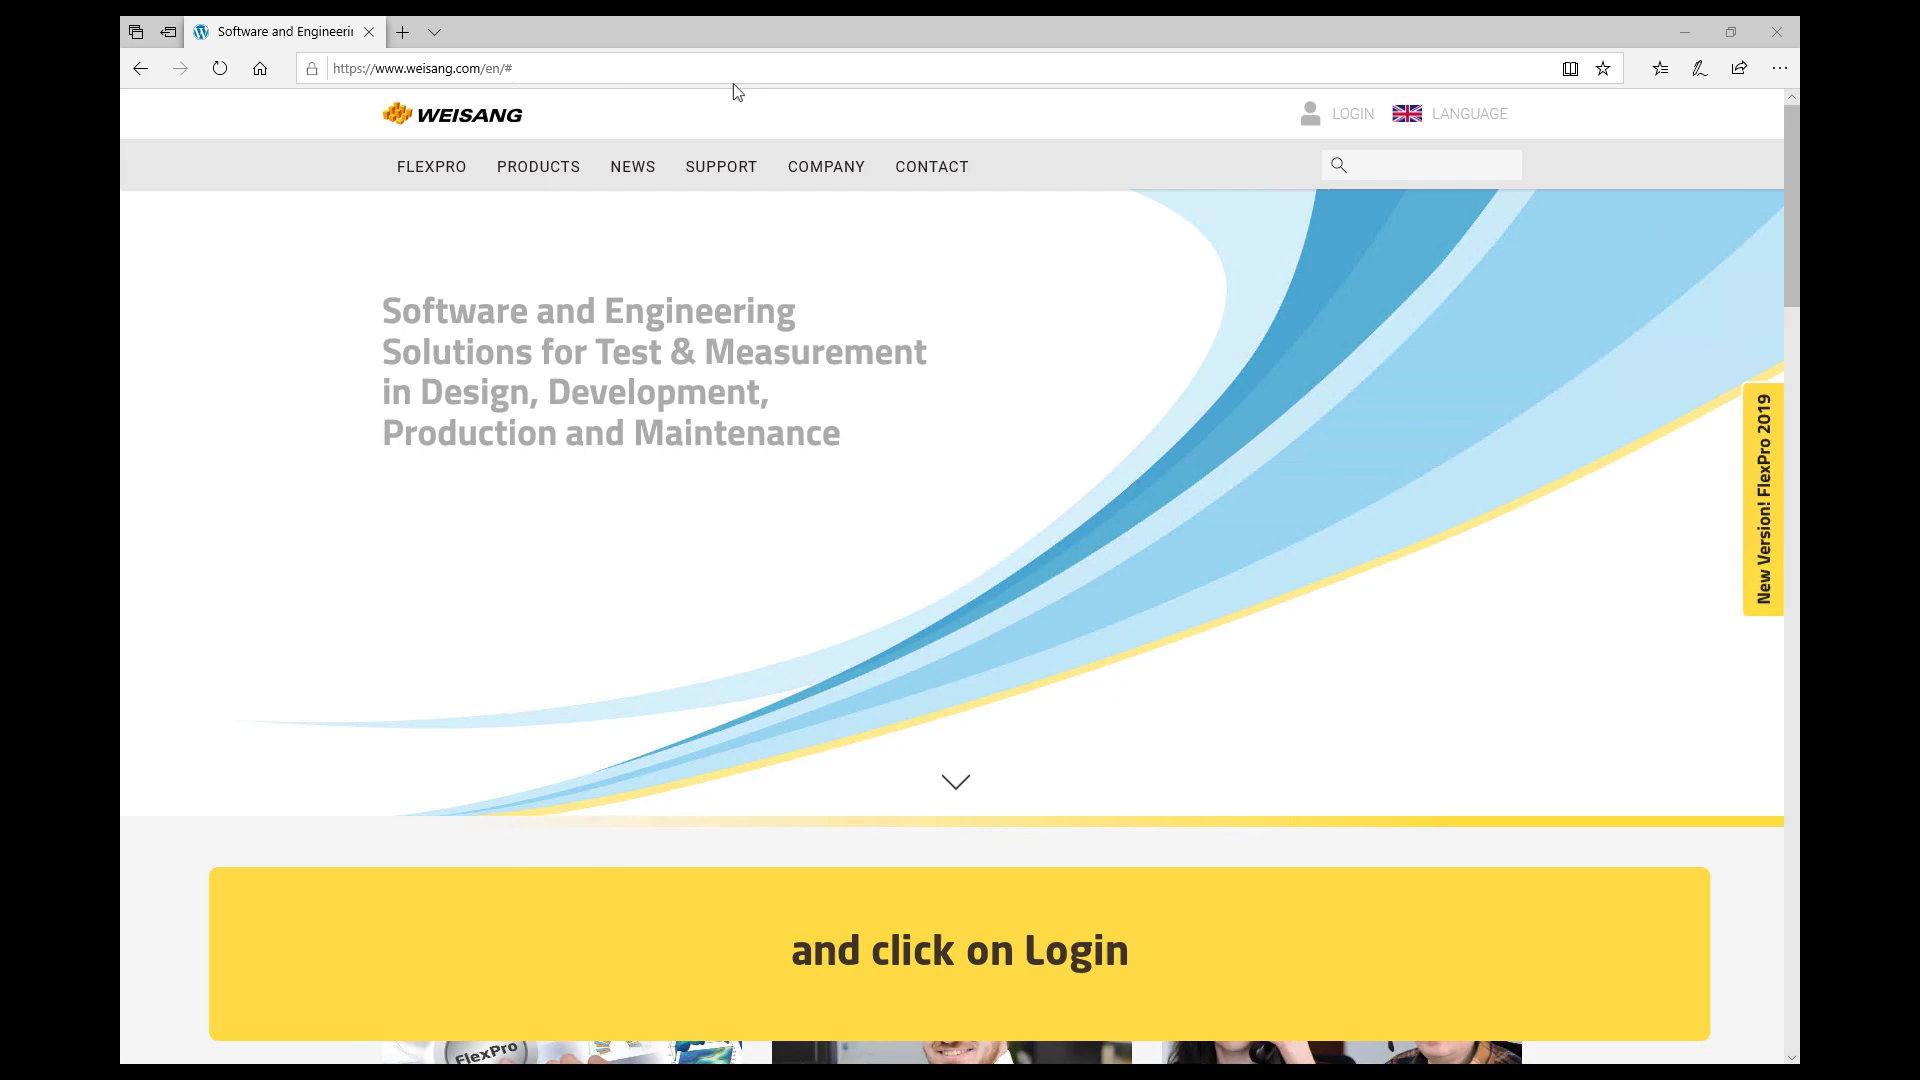 Software and Engineerin
https://www.weisang.com/en/#
WEISANG
LOGIN
LANGUAGE
FLEXPRO
PRODUCTS
NEWS
SUPPORT
COMPANY
CONTACT
Software and Engineering
Solutions for Test & Measurement
in Design, Development,
Production and Maintenance
New Version! FlexPro 2019
and click on Login
FlexPro